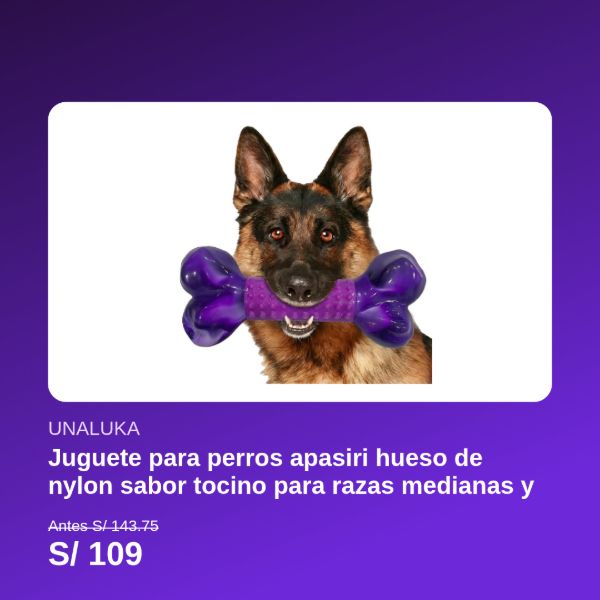 UNALUKA
Juguete para perros apasiri hueso de
nylon sabor tocino para razas medianas y
Antes S/ 143.75
S/ 109